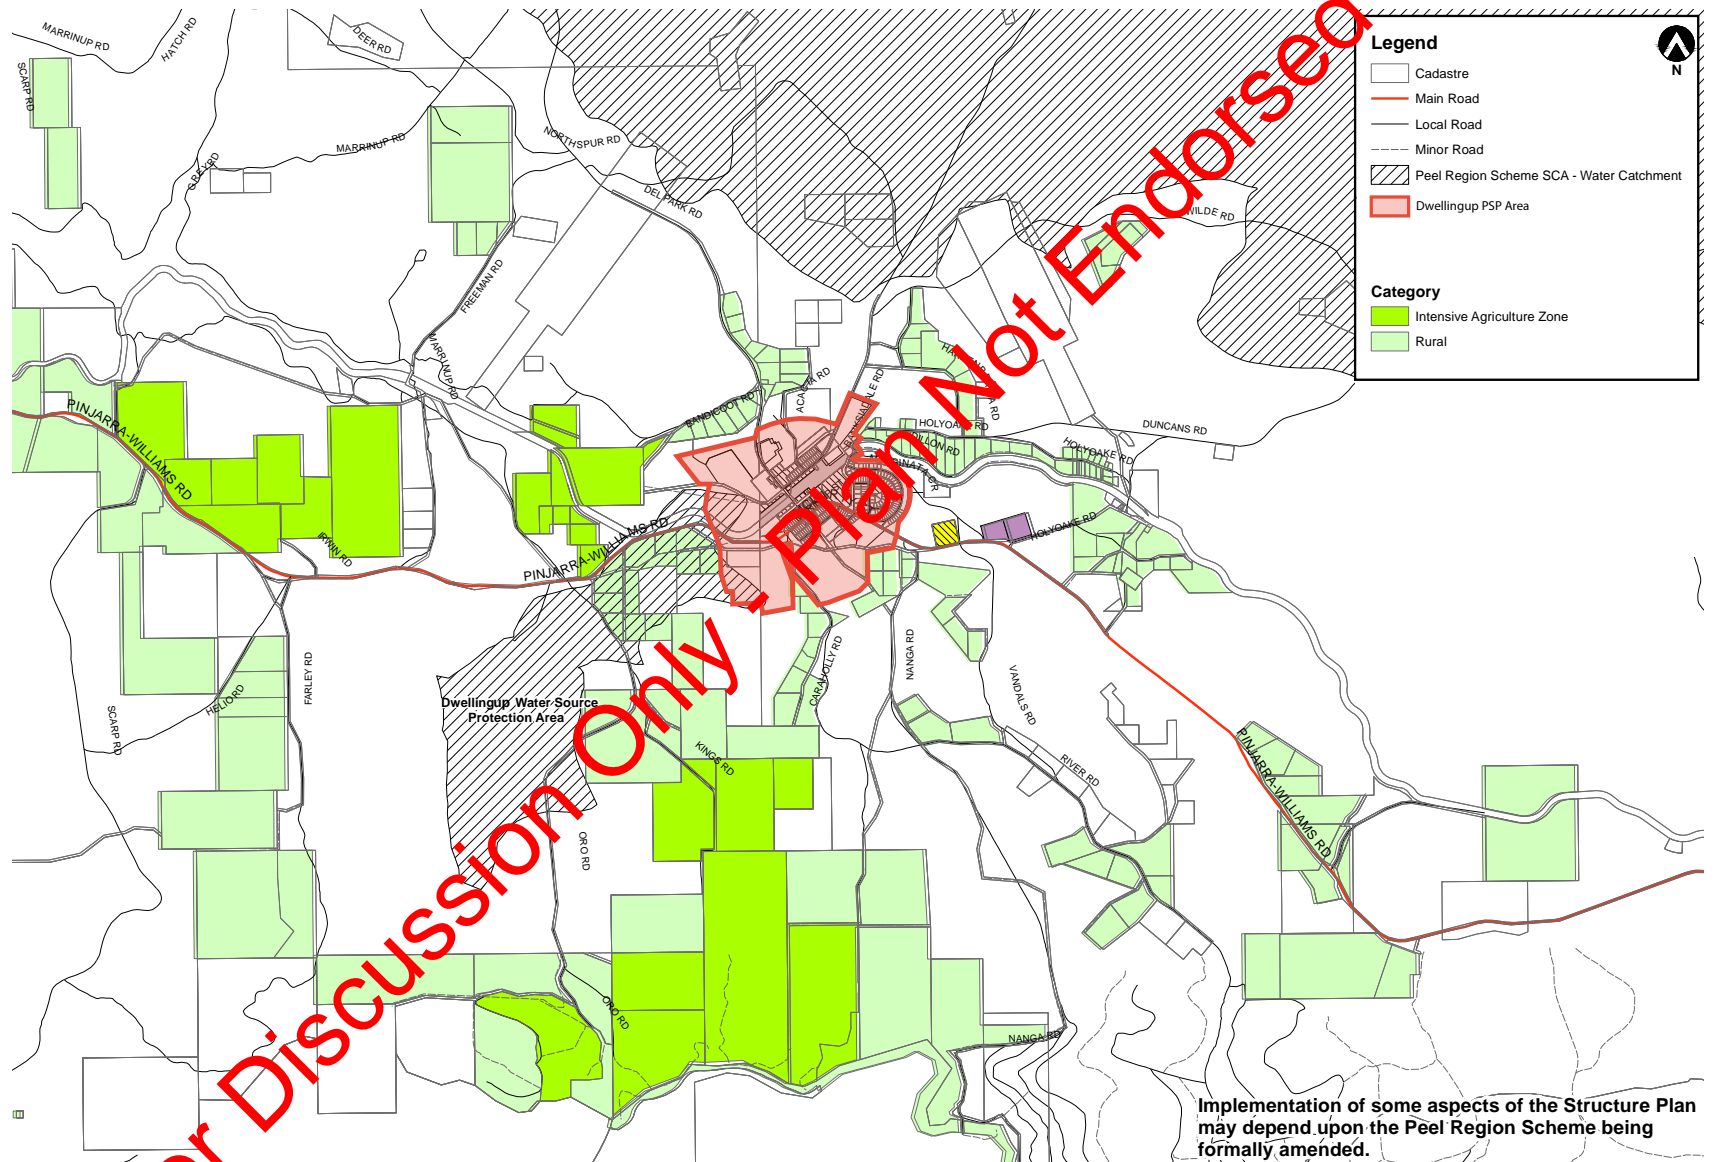 MARRINUP RD
HATCH RD
DEER RD
SCARP RD
MARRINUP RD
GREY RD
NORTHSPUR RD
DEL PARK RD
WILDE RD
FREEMAN RD
MARRINUP RD
Legend
N
Cadastre
Main Road
Local Road
Minor Road
Peel Region Scheme SCA - Water Catchment
Dwellingup PSP Area
Category
Intensive Agriculture Zone
Rural
PINJARRA-WILLIAMS RD
BANDICOOT RD
ACACIA RD
HOLYOAKE RD
DILLON RD
HOLYOAKE RD
DUNCANS RD
IRWIN RD
PINJARRA-WILLIAMS RD
HOLYOAKE RD
HELIO RD
FARLEY RD
SCARP RD
Dwellingup Water Source
Protection Area
CARAHOLLY RD
NANGA RD
VANDALS RD
KINGS RD
RIVER RD
PINJARRA-WILLIAMS RD
ORO RD
ORO RD
NANGA RD
or Discussion Only - Plan Not Endorsed
Implementation of some aspects of the Structure Plan
may depend upon the Peel Region Scheme being
formally amended.